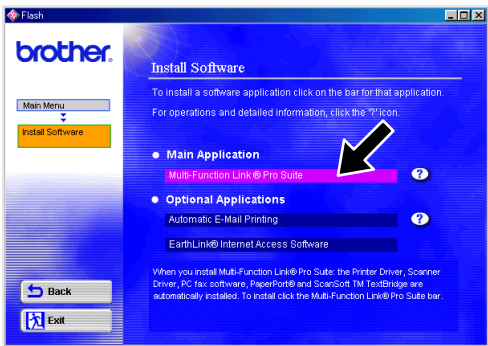 Flash
brother.
Main Menu
Install Software
Back
Exit
Install Software
To install a software application click on the bar for that application.
For operations and detailed information, click the '?' icon.
Main Application
Multi-Function Link ® Pro Suite
?
Optional Applications
Automatic E-Mail Printing
?
EarthLink® Internet Access Software
When you install Multi-Function Link® Pro Suite: the Printer Driver, Scanner
Driver, PC fax software, PaperPort® and ScanSoft TM TextBridge are
automatically installed. To install click the Multi-Function Link® Pro Suite bar.